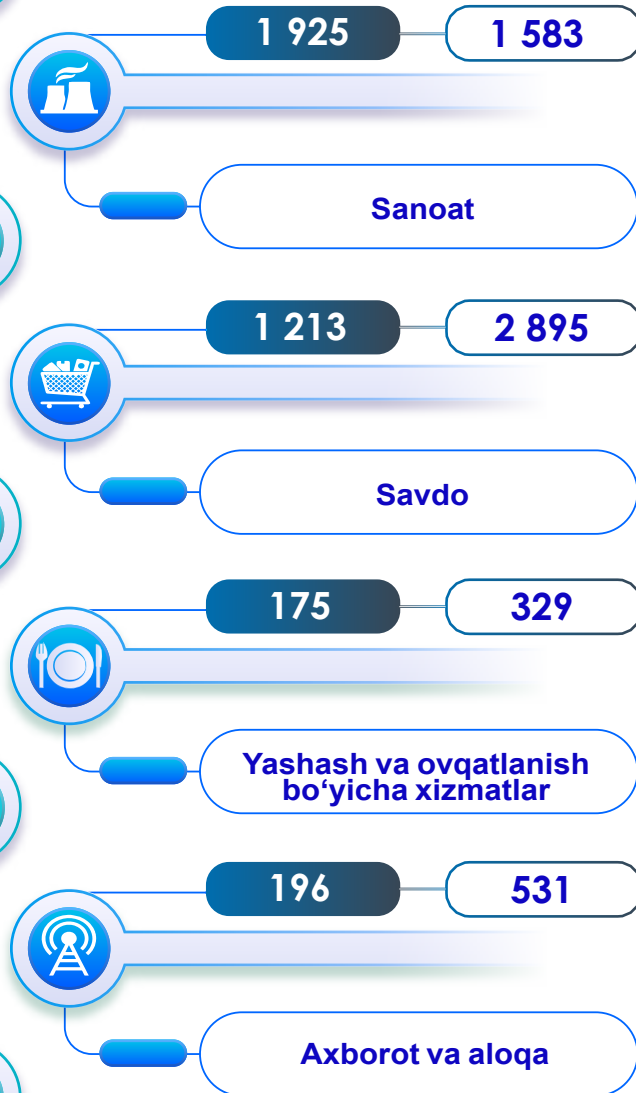 1 925 1 583
Sanoat
1 213 2 895
Savdo
175 329
Yashash va ovqatlanish
bo‘yicha xizmatlar
196 531
Axborot va aloqa